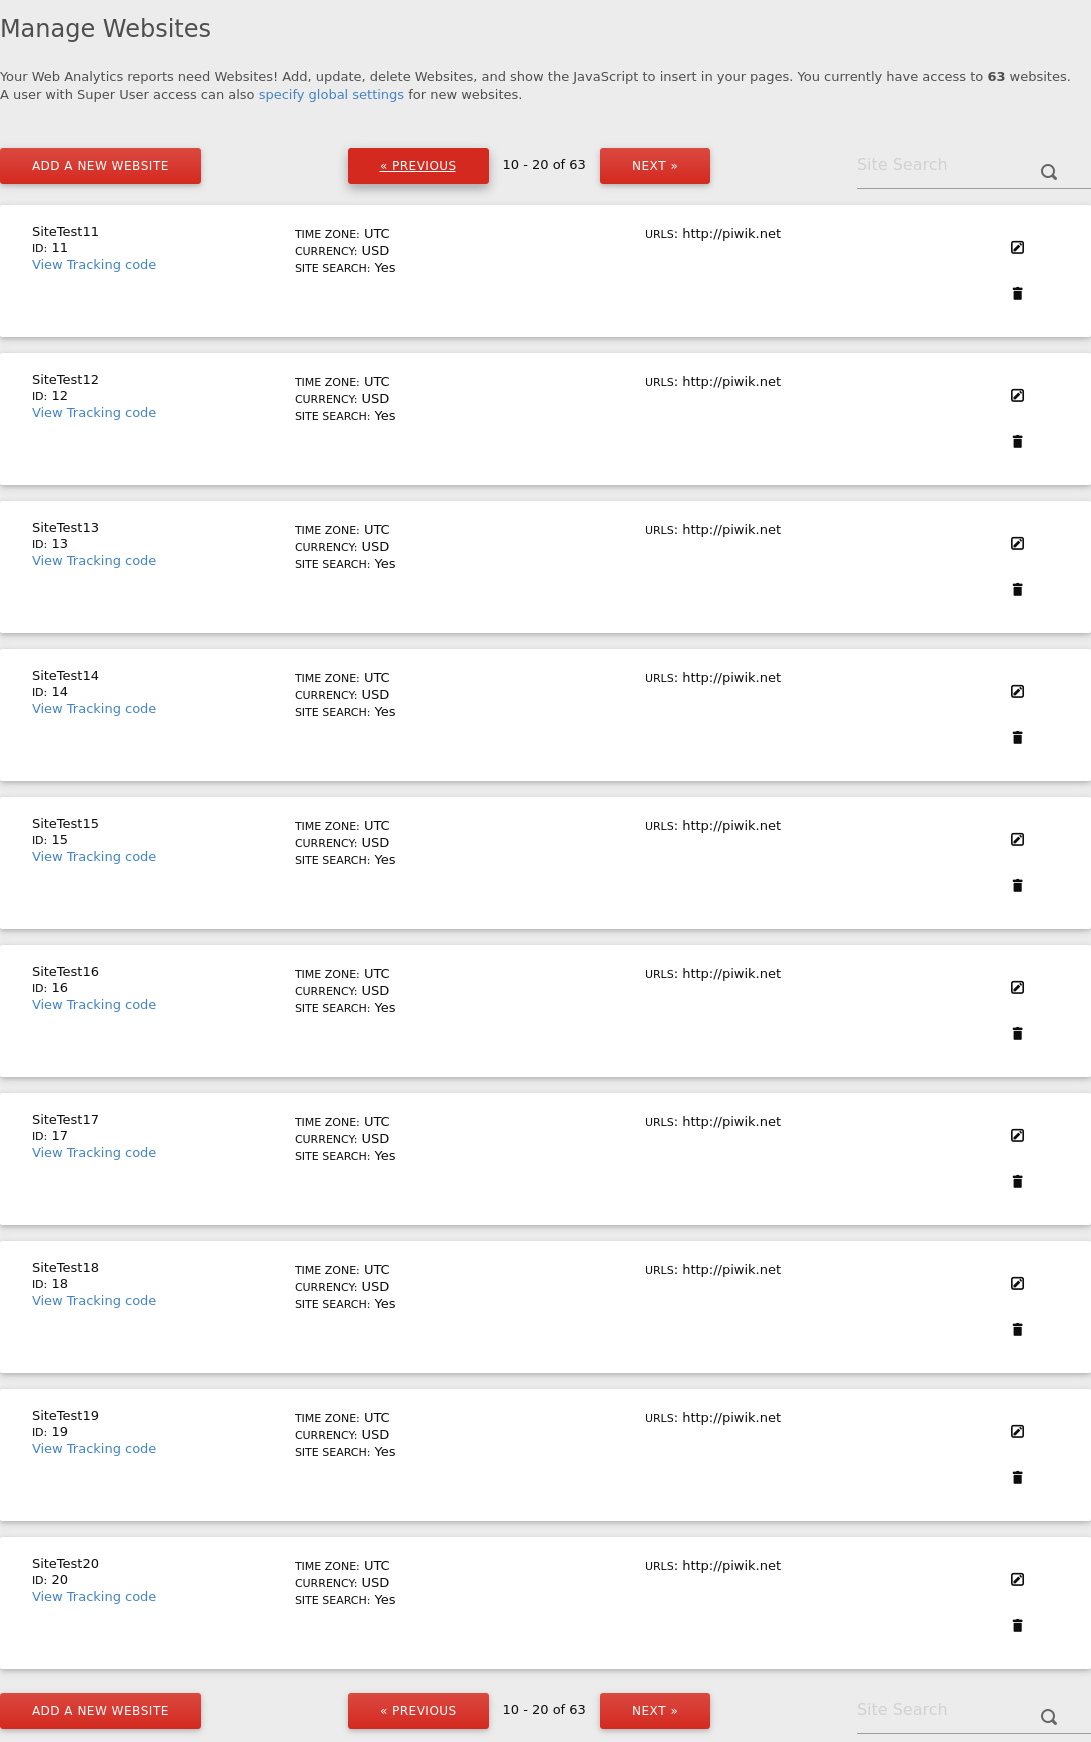 Manage Websites
Your Web Analytics reports need Websites! Add, update, delete Websites, and show the JavaScript to insert in your pages. You currently have access to 63 websites.
A user with Super User access can also specify global settings for new websites.
ADD A NEW WEBSITE « PREVIOUS 10 - 20 of 63 NEXT » Site Search
SiteTest11 TIME ZONE: UTC URLS: http://piwik.net
ID: 11 CURRENCY: USD
View Tracking code SITE SEARCH: Yes
SiteTest12 TIME ZONE: UTC URLS: http://piwik.net
ID: 12 CURRENCY: USD
View Tracking code SITE SEARCH: Yes
SiteTest13 TIME ZONE: UTC URLS: http://piwik.net
ID: 13 CURRENCY: USD
View Tracking code SITE SEARCH: Yes
SiteTest14 TIME ZONE: UTC URLS: http://piwik.net
ID: 14 CURRENCY: USD
View Tracking code SITE SEARCH: Yes
SiteTest15 TIME ZONE: UTC URLS: http://piwik.net
ID: 15 CURRENCY: USD
View Tracking code SITE SEARCH: Yes
SiteTest16 TIME ZONE: UTC URLS: http://piwik.net
ID: 16 CURRENCY: USD
View Tracking code SITE SEARCH: Yes
SiteTest17 TIME ZONE: UTC URLS: http://piwik.net
ID: 17 CURRENCY: USD
View Tracking code SITE SEARCH: Yes
SiteTest18 TIME ZONE: UTC URLS: http://piwik.net
ID: 18 CURRENCY: USD
View Tracking code SITE SEARCH: Yes
SiteTest19 TIME ZONE: UTC URLS: http://piwik.net
ID: 19 CURRENCY: USD
View Tracking code SITE SEARCH: Yes
SiteTest20 TIME ZONE: UTC URLS: http://piwik.net
ID: 20 CURRENCY: USD
View Tracking code SITE SEARCH: Yes
ADD A NEW WEBSITE « PREVIOUS 10 - 20 of 63 NEXT » Site Search